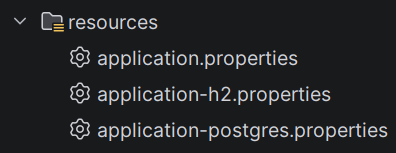 resources
application.properties
application-h2.properties
application-postgres.properties